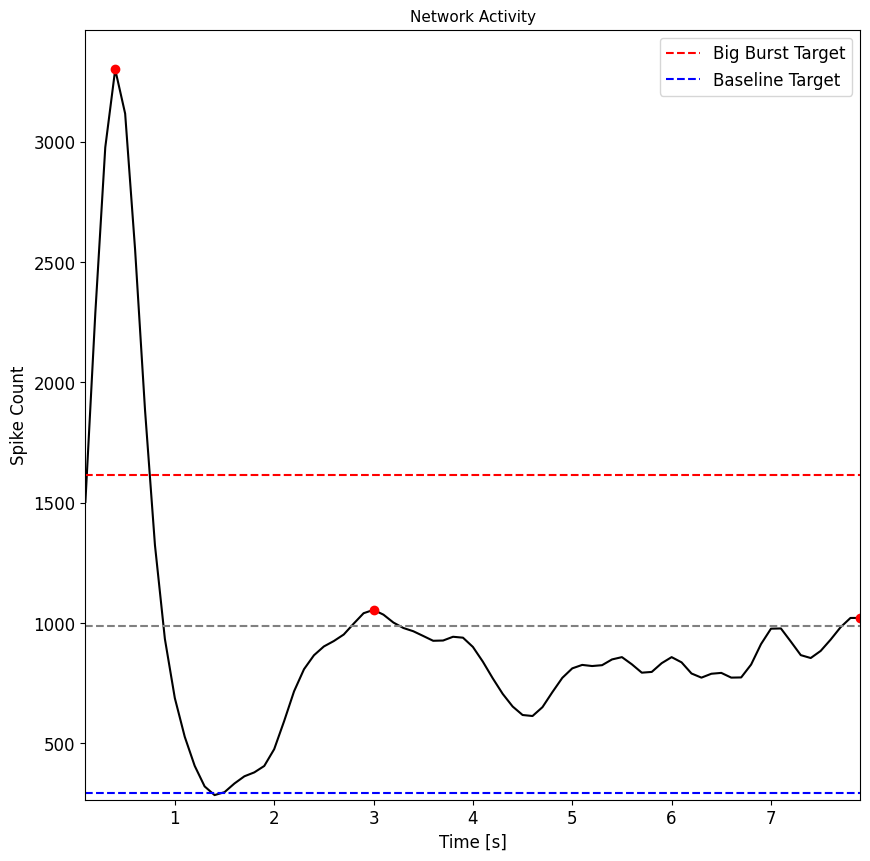 Network Activity
Big Burst Target
Baseline Target
Spike Count
3000
2500
2000
1500
1000
500
1 2 3 4 5 6 7
Time [s]